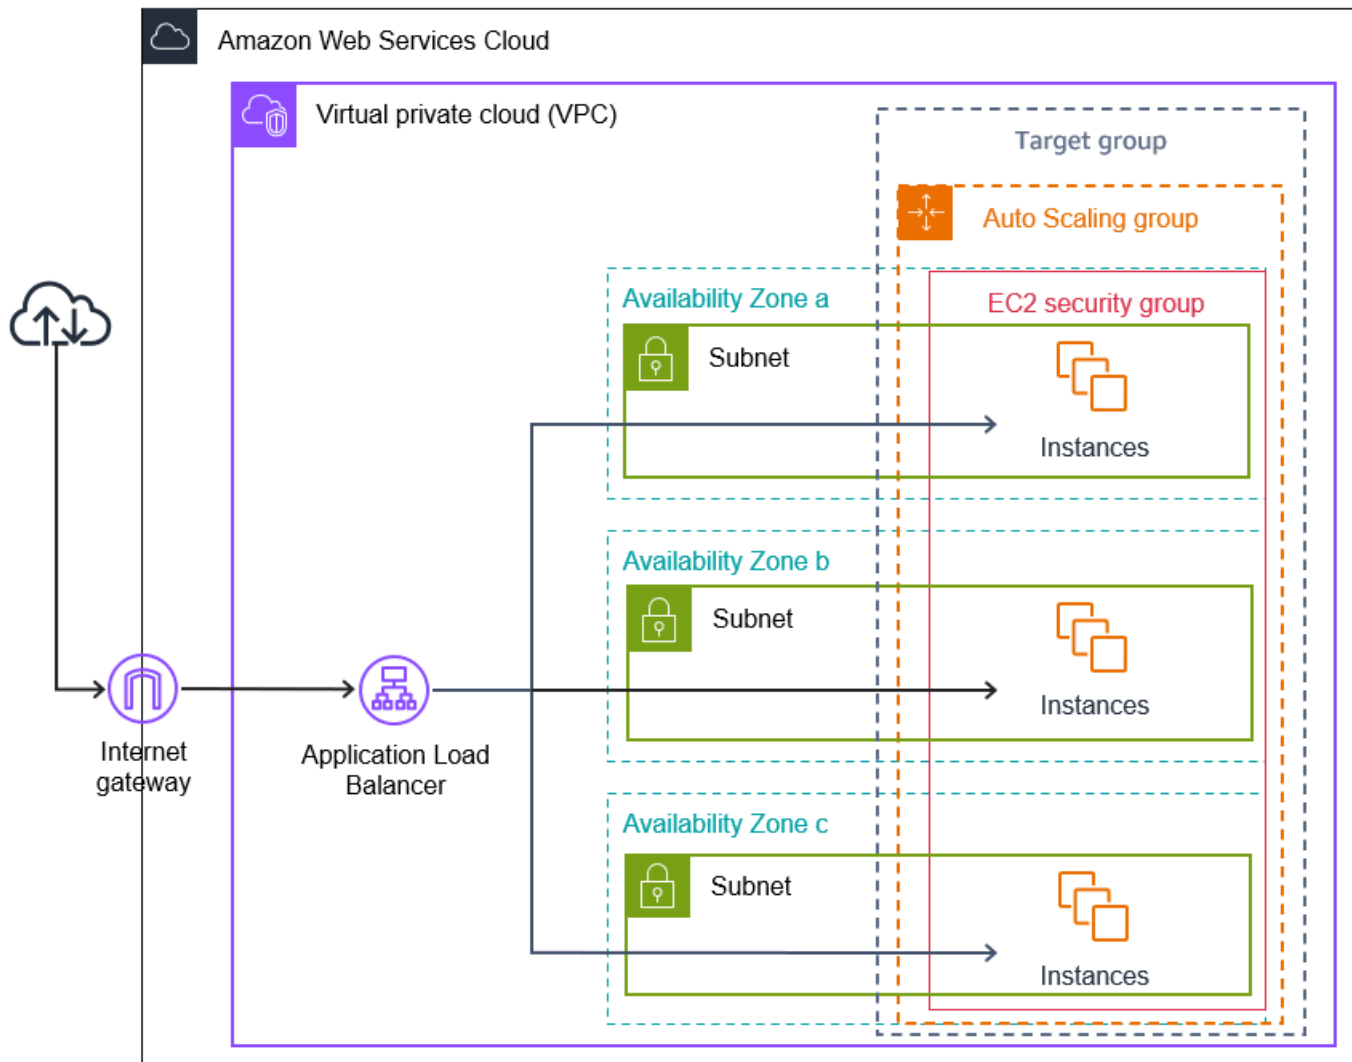 Amazon Web Services Cloud
Virtual private cloud (VPC)
Target group
Auto Scaling group
Availability Zone a
EC2 security group
Subnet
Instances
Availability Zone b
Subnet
Instances
Internet
gateway
Application Load
Balancer
Availability Zone c
Subnet
Instances